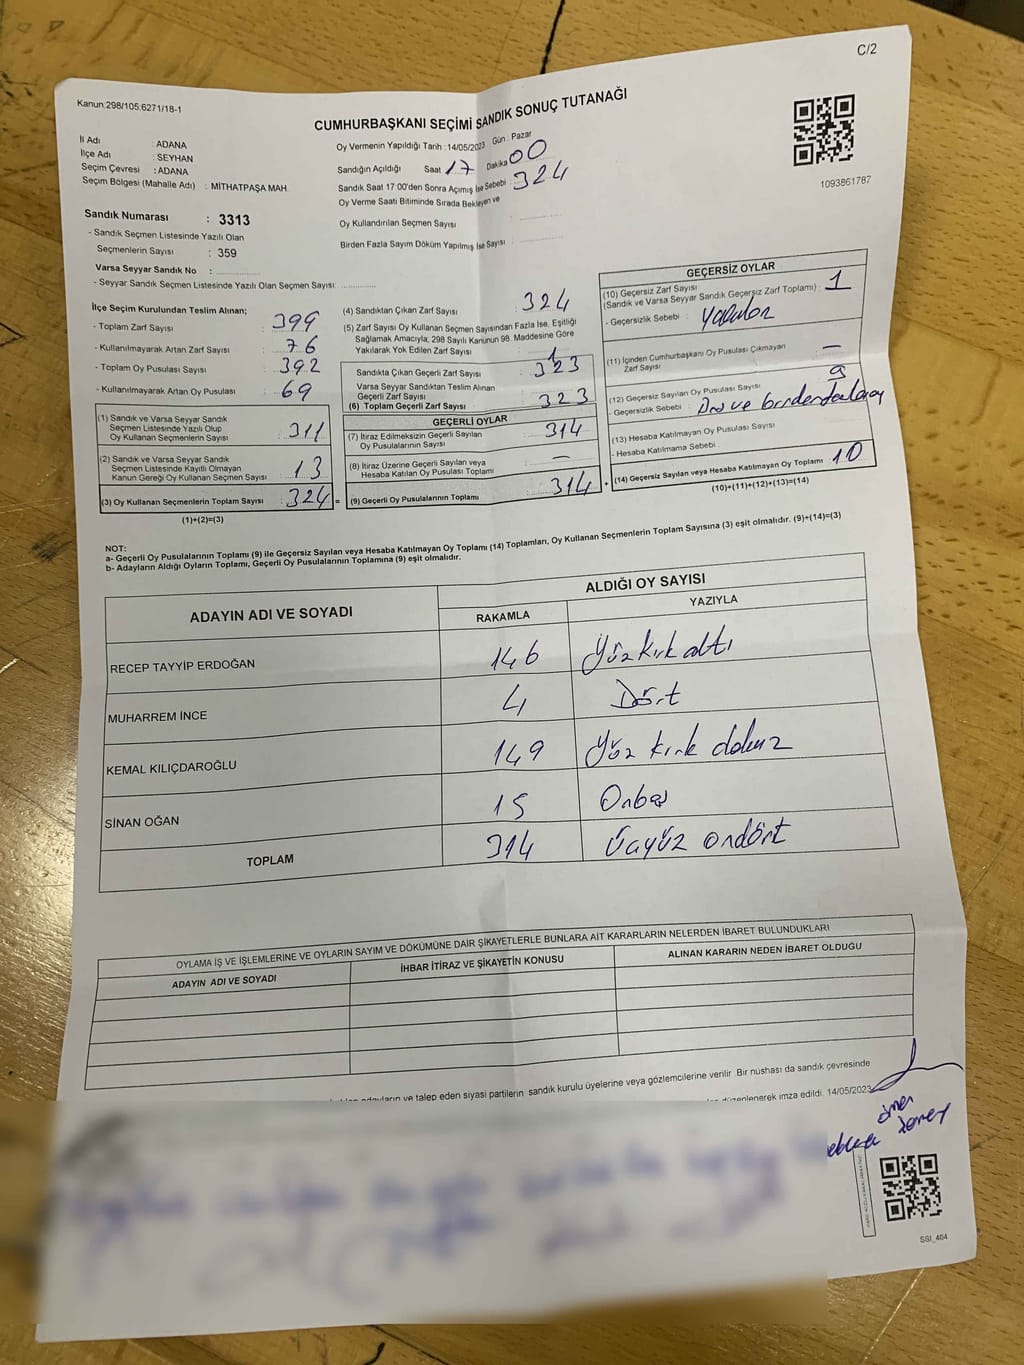 C/2
Kanun:298/105,6271/18-1
CUMHURBAŞKANI SEÇİMİ SANDIK SONUÇ TUTANAĞI
İl Adı : ADANA
İlçe Adı : SEYHAN
Seçim Çevresi : ADANA
Seçim Bölgesi (Mahalle Adı) : MİTHATPAŞA MAH.
Oy Vermenin Yapıldığı Tarih : 14/05/2023 Gün : Pazar
Sandığın Açıldığı Saat 17 Dakika 00
Sandık Saat 17:00'den Sonra Açılmış İse Sebebi : 324
Oy Verme Saati Bitiminde Sırada Bekleyen ve
Oy Kullandırılan Seçmen Sayısı
Birden Fazla Sayım Döküm Yapılmış İse Sayısı :
1093861787
Sandık Numarası : 3313
- Sandık Seçmen Listesinde Yazılı Olan
Seçmenlerin Sayısı : 359
Varsa Seyyar Sandık No :
- Seyyar Sandık Seçmen Listesinde Yazılı Olan Seçmen Sayısı:
İlçe Seçim Kurulundan Teslim Alınan;
- Toplam Zarf Sayısı : 399
- Kullanılmayarak Artan Zarf Sayısı : 76
- Toplam Oy Pusulası Sayısı : 392
- Kullanılmayarak Artan Oy Pusulası : 69
(1) Sandık ve Varsa Seyyar Sandık
Seçmen Listesinde Yazılı Olup
Oy Kullanan Seçmenlerin Sayısı : 311
(2) Sandık ve Varsa Seyyar Sandık
Seçmen Listesinde Kayıtlı Olmayan
Kanun Gereği Oy Kullanan Seçmen Sayısı : 13
(3) Oy Kullanan Seçmenlerin Toplam Sayısı : 324 =
(1)+(2)=(3)
(4) Sandıktan Çıkan Zarf Sayısı : 324
(5) Zarf Sayısı Oy Kullanan Seçmen Sayısından Fazla İse, Eşitliği
Sağlamak Amacıyla; 298 Sayılı Kanunun 98. Maddesine Göre
Yakılarak Yok Edilen Zarf Sayısı : 1
Sandıkta Çıkan Geçerli Zarf Sayısı : 323
Varsa Seyyar Sandıktan Teslim Alınan
Geçerli Zarf Sayısı
(6) Toplam Geçerli Zarf Sayısı : 323
GEÇERLİ OYLAR
(7) İtiraz Edilmeksizin Geçerli Sayılan
Oy Pusulalarının Sayısı : 314
(8) İtiraz Üzerine Geçerli Sayılan veya
Hesaba Katılan Oy Pusulası Toplamı : –
(9) Geçerli Oy Pusulalarının Toplamı : 314 +
GEÇERSİZ OYLAR
(10) Geçersiz Zarf Sayısı
(Sandık ve Varsa Seyyar Sandık Geçersiz Zarf Toplamı) : 1
- Geçersizlik Sebebi :
(11) İçinden Cumhurbaşkanı Oy Pusulası Çıkmayan
Zarf Sayısı : –
(12) Geçersiz Sayılan Oy Pusulası Sayısı : 9
- Geçersizlik Sebebi :
(13) Hesaba Katılmayan Oy Pusulası Sayısı :
- Hesaba Katılmama Sebebi :
(14) Geçersiz Sayılan veya Hesaba Katılmayan Oy Toplamı : 10
(10)+(11)+(12)+(13)=(14)
NOT:
a- Geçerli Oy Pusulalarının Toplamı (9) ile Geçersiz Sayılan veya Hesaba Katılmayan Oy Toplamı (14) Toplamları, Oy Kullanan Seçmenlerin Toplam Sayısına (3) eşit olmalıdır. (9)+(14)=(3)
b- Adayların Aldığı Oyların Toplamı, Geçerli Oy Pusulalarının Toplamına (9) eşit olmalıdır.
ADAYIN ADI VE SOYADI
ALDIĞI OY SAYISI
RAKAMLA YAZIYLA
RECEP TAYYİP ERDOĞAN 146 Yüz kırk altı
MUHARREM İNCE 4 Dört
KEMAL KILIÇDAROĞLU 149 Yüz kırk dokuz
SİNAN OĞAN 15 Onbeş
TOPLAM 314 Üçyüz ondört
OYLAMA İŞ VE İŞLEMLERİNE VE OYLARIN SAYIM VE DÖKÜMÜNE DAİR ŞİKAYETLERLE BUNLARA AİT KARARLARIN NELERDEN İBARET BULUNDUKLARI
ADAYIN ADI VE SOYADI İHBAR İTİRAZ VE ŞİKAYETİN KONUSU ALINAN KARARIN NEDEN İBARET OLDUĞU
adayların ve talep eden siyasi partilerin sandık kurulu üyelerine veya gözlemcilerine verilir. Bir nüshası da sandık çevresinde
düzenlenerek imza edildi. 14/05/2023
SSI_404